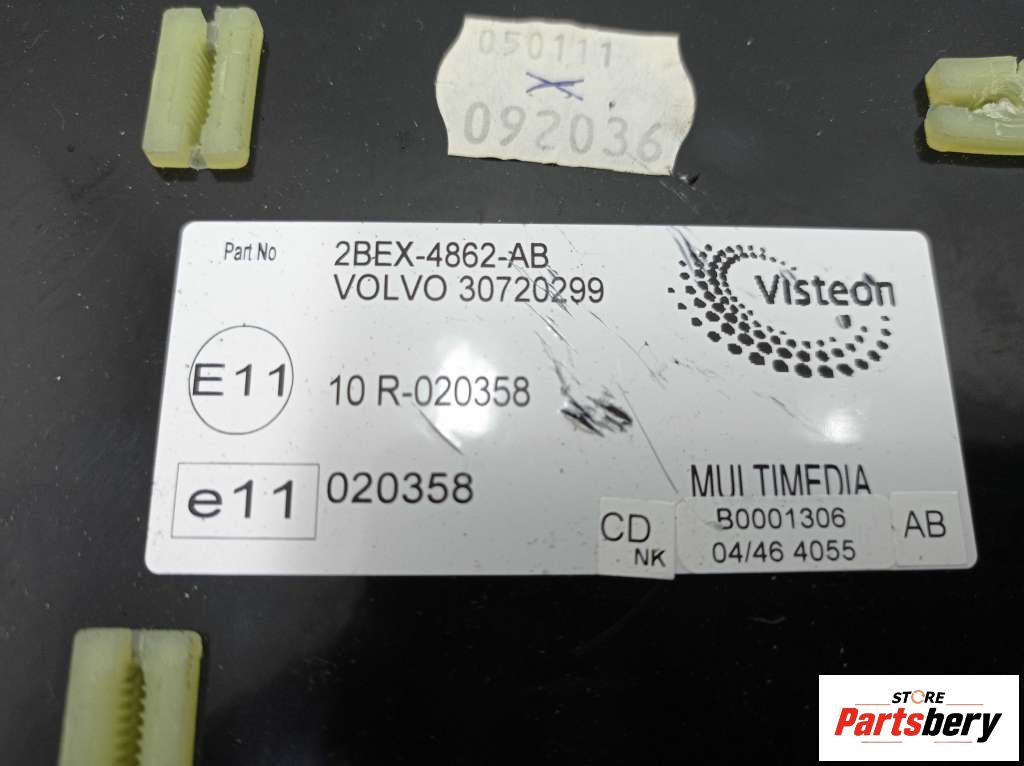 050111
092036
Part No
2BEX-4862-AB
VOLVO 30720299
Visteon
E11
10 R-020358
e11
020358
MULTIMEDIA
CD
NK
B0001306
04/46 4055
AB
STORE
Partsbery